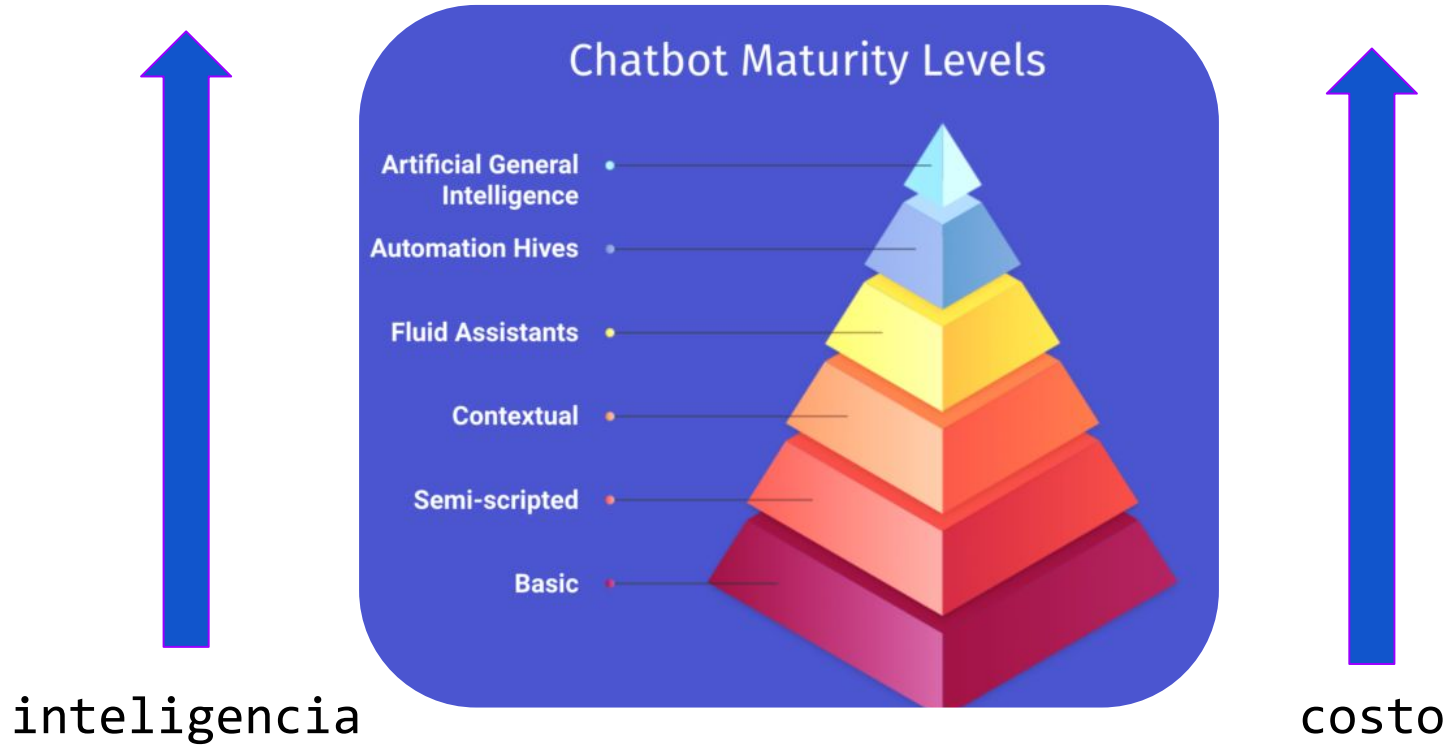 Chatbot Maturity Levels
Artificial General
Intelligence
Automation Hives
Fluid Assistants
Contextual
Semi-scripted
Basic
inteligencia
costo